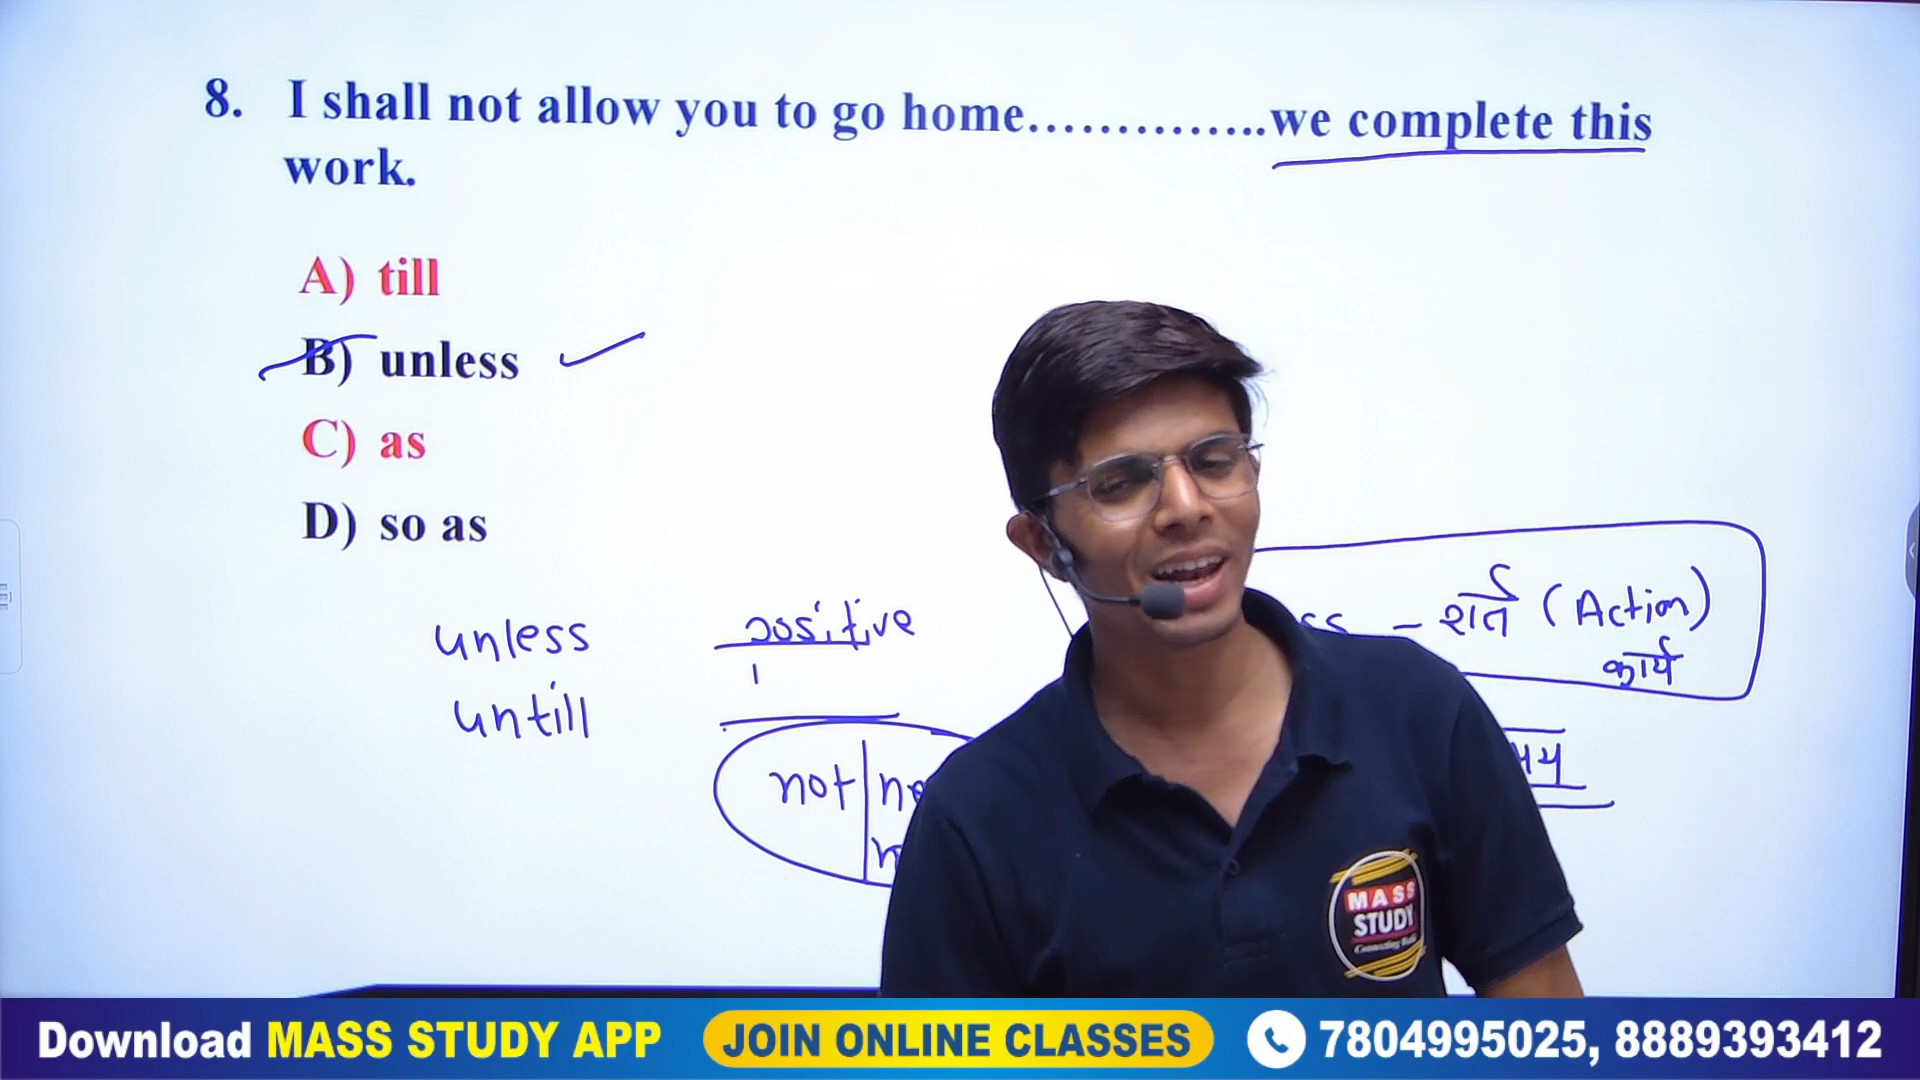 8. I shall not allow you to go home..............we complete this
work.
A) till
B) unless
C) as
D) so as
unless positive
– शर्त (Action)
कार्य
untill
not
MASS
STUDY
Download MASS STUDY APP JOIN ONLINE CLASSES 7804995025, 8889393412